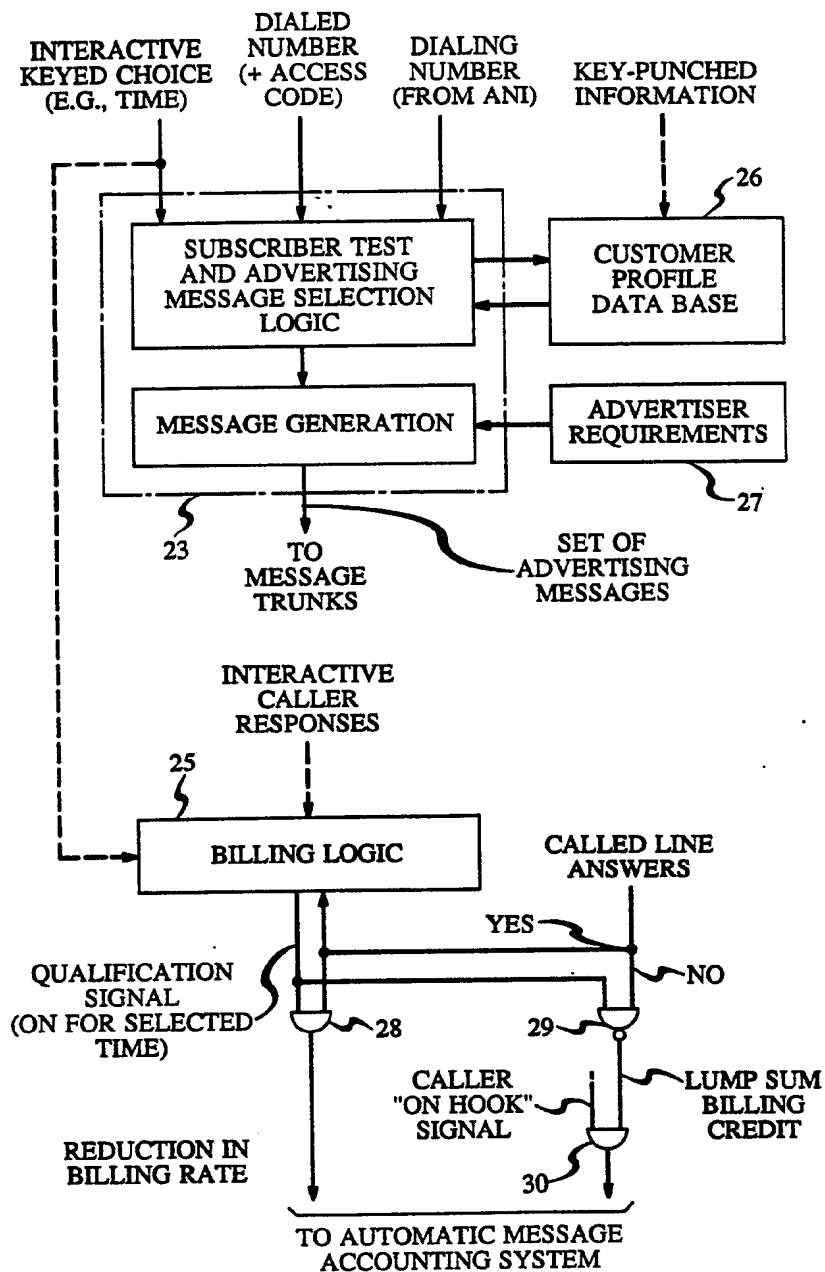 INTERACTIVE
KEYED CHOICE
(E.G., TIME)
DIALED
NUMBER
(+ ACCESS
CODE)
DIALING
NUMBER
(FROM ANI)
KEY-PUNCHED
INFORMATION
26
SUBSCRIBER TEST
AND ADVERTISING
MESSAGE SELECTION
LOGIC
CUSTOMER
PROFILE
DATA BASE
MESSAGE GENERATION
ADVERTISER
REQUIREMENTS
23
27
TO
MESSAGE
TRUNKS
SET OF
ADVERTISING
MESSAGES
INTERACTIVE
CALLER
RESPONSES
25
BILLING LOGIC
CALLED LINE
ANSWERS
YES
NO
QUALIFICATION
SIGNAL
(ON FOR SELECTED
TIME)
28
29
CALLER
"ON HOOK"
SIGNAL
LUMP SUM
BILLING
CREDIT
REDUCTION IN
BILLING RATE
30
TO AUTOMATIC MESSAGE
ACCOUNTING SYSTEM